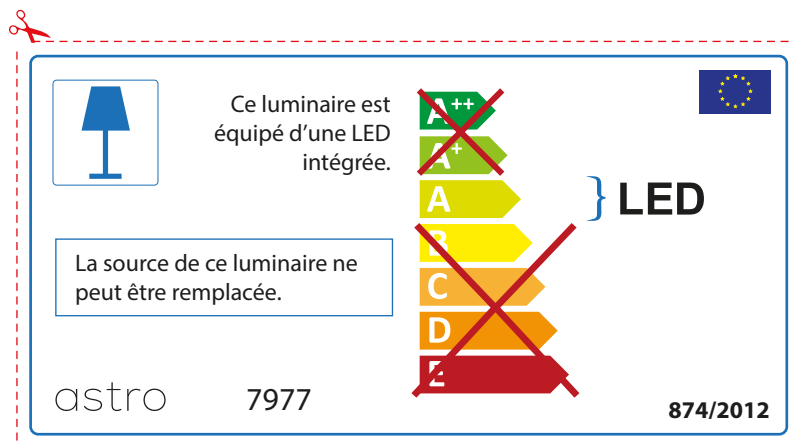 Ce luminaire est
équipé d’une LED
intégrée.
A++
A+
A
B
C
D
E
LED
La source de ce luminaire ne
peut être remplacée.
astro
7977
874/2012